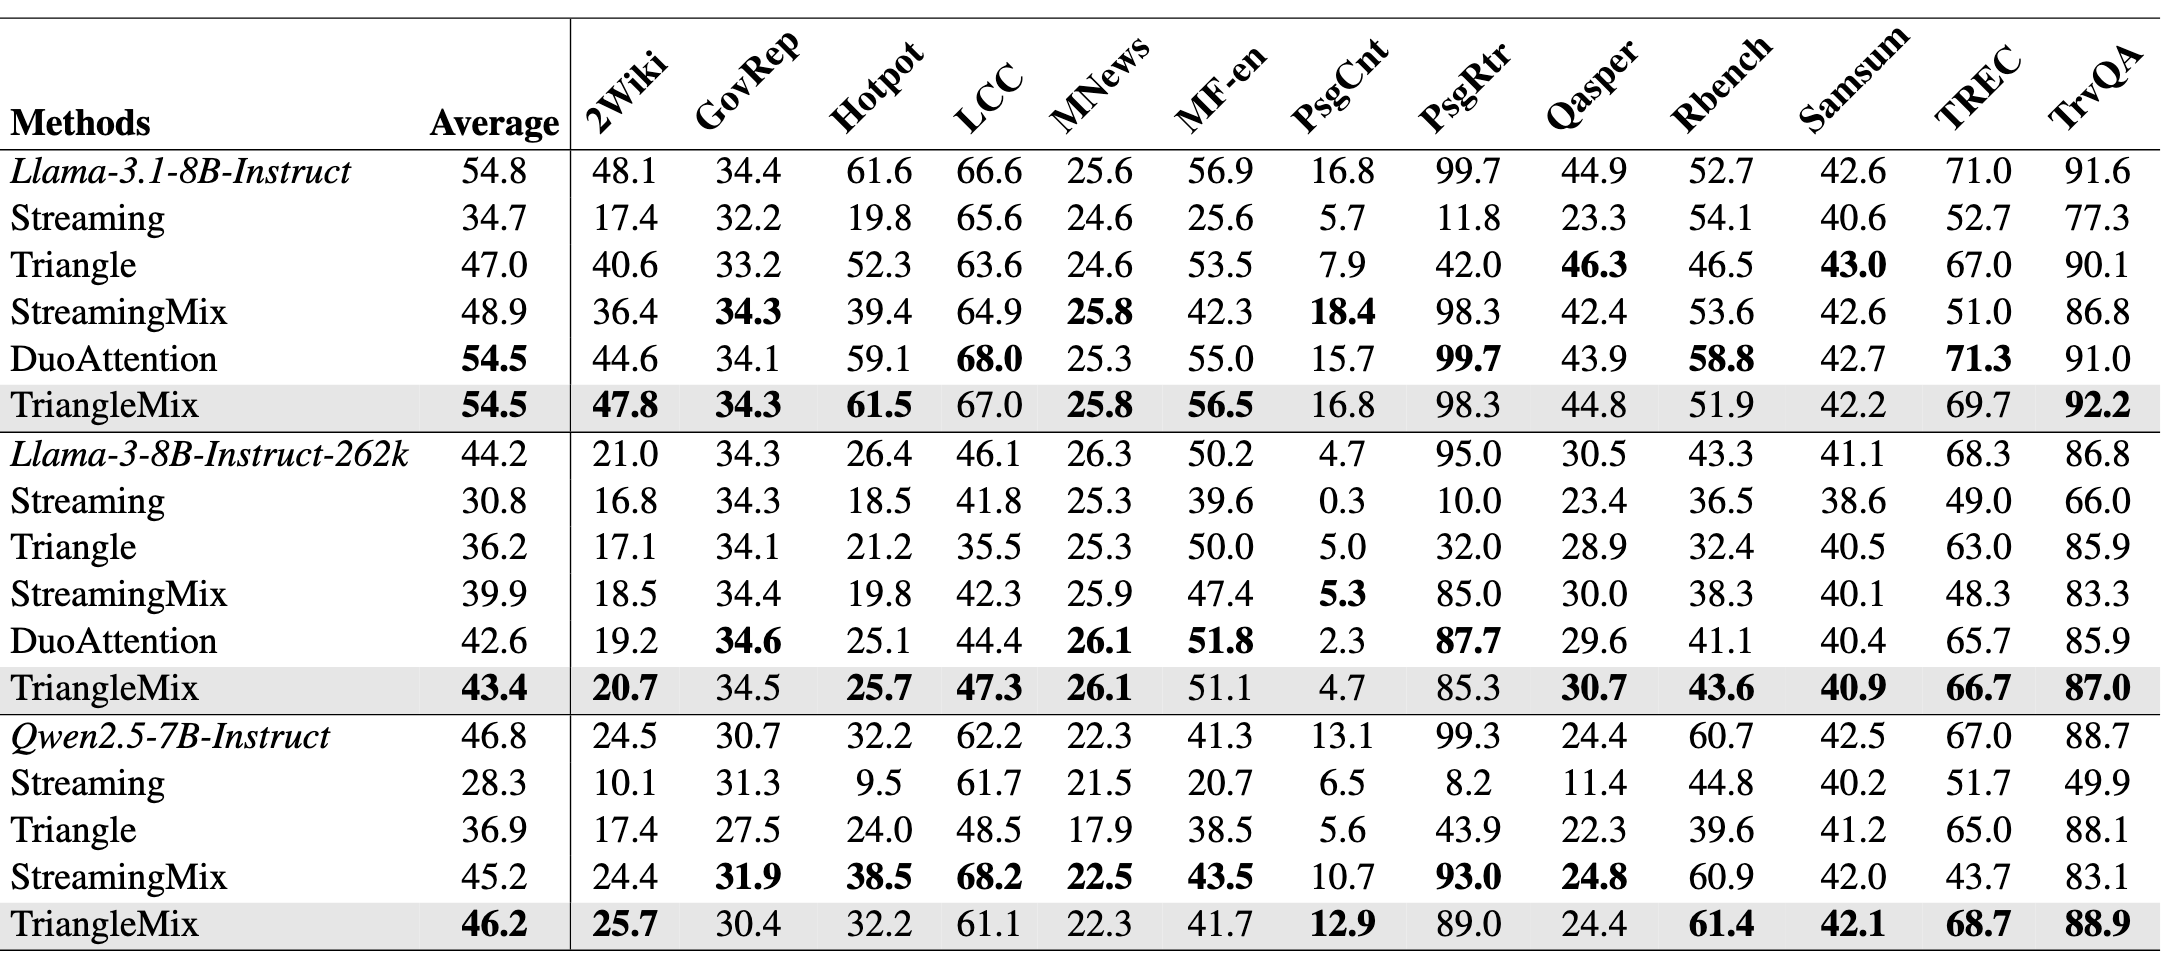 Methods Average 2Wiki GovRep Hotpot LCC MNews MF-en PsgCnt PsgRtr Qasper Rbench Samsum TREC TrvQA
Llama-3.1-8B-Instruct 54.8 48.1 34.4 61.6 66.6 25.6 56.9 16.8 99.7 44.9 52.7 42.6 71.0 91.6
Streaming 34.7 17.4 32.2 19.8 65.6 24.6 25.6 5.7 11.8 23.3 54.1 40.6 52.7 77.3
Triangle 47.0 40.6 33.2 52.3 63.6 24.6 53.5 7.9 42.0 46.3 46.5 43.0 67.0 90.1
StreamingMix 48.9 36.4 34.3 39.4 64.9 25.8 42.3 18.4 98.3 42.4 53.6 42.6 51.0 86.8
DuoAttention 54.5 44.6 34.1 59.1 68.0 25.3 55.0 15.7 99.7 43.9 58.8 42.7 71.3 91.0
TriangleMix 54.5 47.8 34.3 61.5 67.0 25.8 56.5 16.8 98.3 44.8 51.9 42.2 69.7 92.2
Llama-3-8B-Instruct-262k 44.2 21.0 34.3 26.4 46.1 26.3 50.2 4.7 95.0 30.5 43.3 41.1 68.3 86.8
Streaming 30.8 16.8 34.3 18.5 41.8 25.3 39.6 0.3 10.0 23.4 36.5 38.6 49.0 66.0
Triangle 36.2 17.1 34.1 21.2 35.5 25.3 50.0 5.0 32.0 28.9 32.4 40.5 63.0 85.9
StreamingMix 39.9 18.5 34.4 19.8 42.3 25.9 47.4 5.3 85.0 30.0 38.3 40.1 48.3 83.3
DuoAttention 42.6 19.2 34.6 25.1 44.4 26.1 51.8 2.3 87.7 29.6 41.1 40.4 65.7 85.9
TriangleMix 43.4 20.7 34.5 25.7 47.3 26.1 51.1 4.7 85.3 30.7 43.6 40.9 66.7 87.0
Qwen2.5-7B-Instruct 46.8 24.5 30.7 32.2 62.2 22.3 41.3 13.1 99.3 24.4 60.7 42.5 67.0 88.7
Streaming 28.3 10.1 31.3 9.5 61.7 21.5 20.7 6.5 8.2 11.4 44.8 40.2 51.7 49.9
Triangle 36.9 17.4 27.5 24.0 48.5 17.9 38.5 5.6 43.9 22.3 39.6 41.2 65.0 88.1
StreamingMix 45.2 24.4 31.9 38.5 68.2 22.5 43.5 10.7 93.0 24.8 60.9 42.0 43.7 83.1
TriangleMix 46.2 25.7 30.4 32.2 61.1 22.3 41.7 12.9 89.0 24.4 61.4 42.1 68.7 88.9